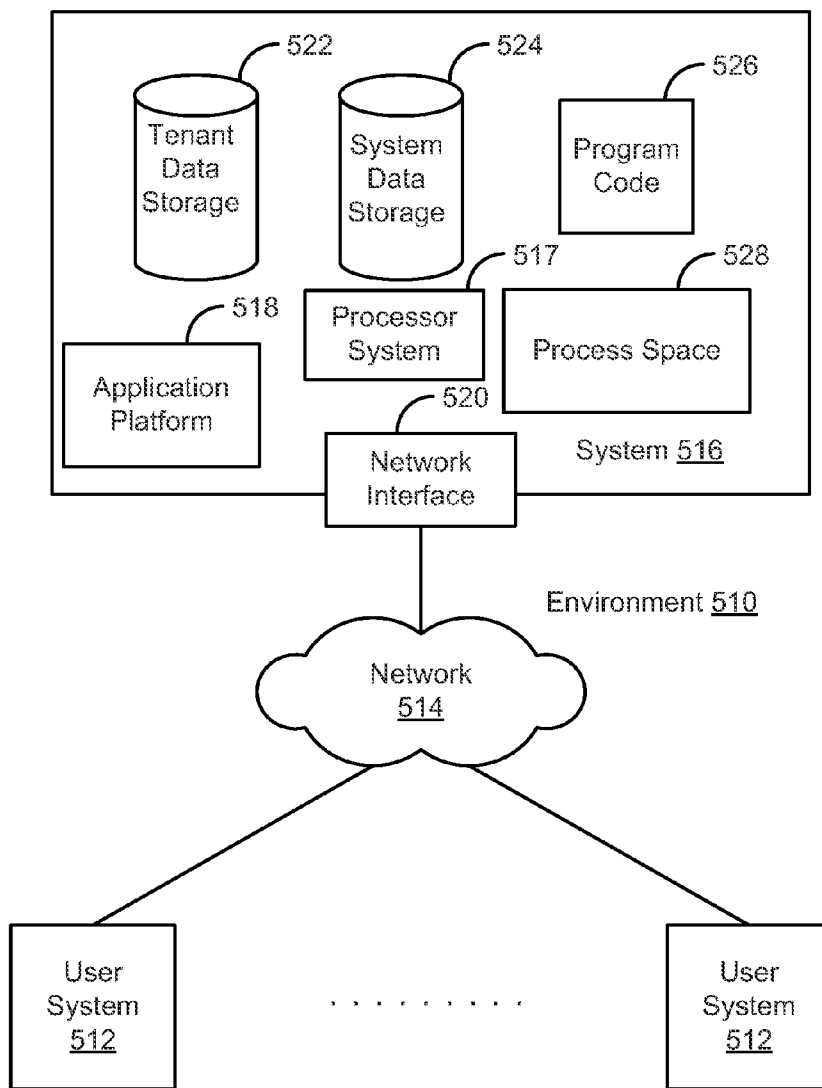 522
524
526
Tenant
Data
Storage
System
Data
Storage
Program
Code
517
528
518
Processor
System
Process Space
Application
Platform
520
System 516
Network
Interface
Environment 510
Network
514
User
System
512
. . . . . . . . .
User
System
512